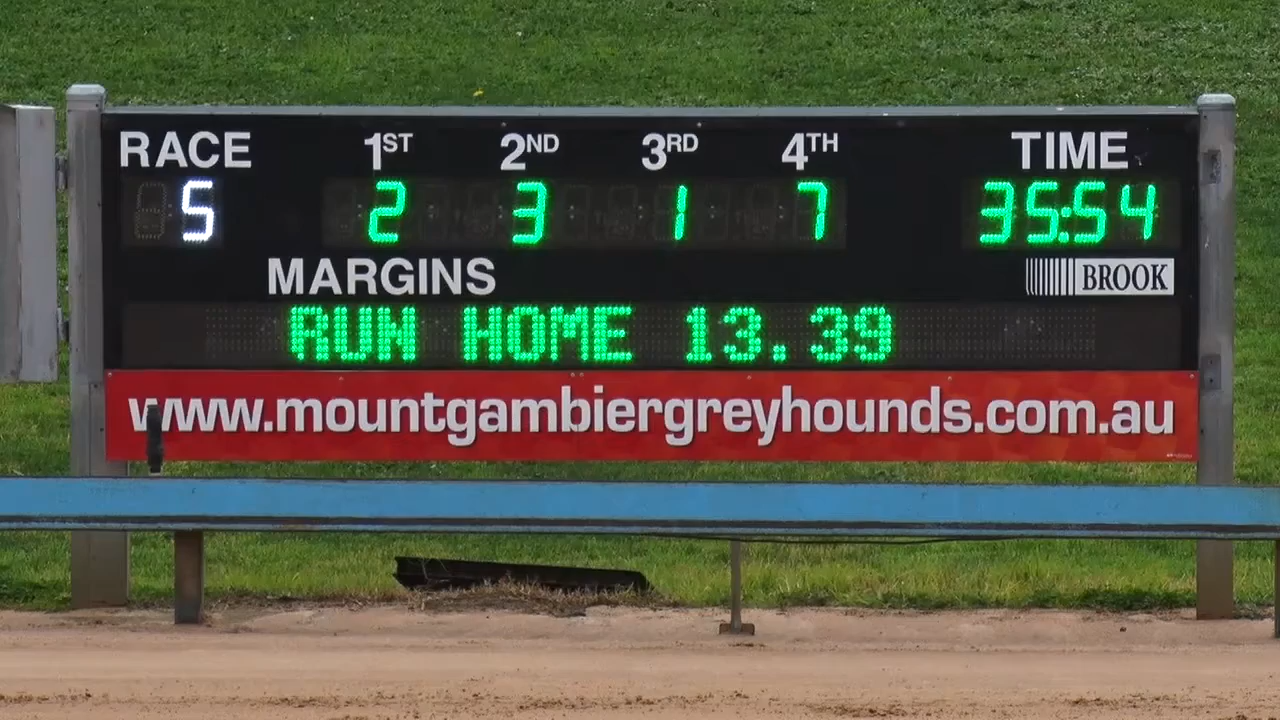 RACE 1ST 2ND 3RD 4TH TIME
5 2 3 1 7 35:54
MARGINS BROOK
RUN HOME 13.39
www.mountgambiergreyhounds.com.au